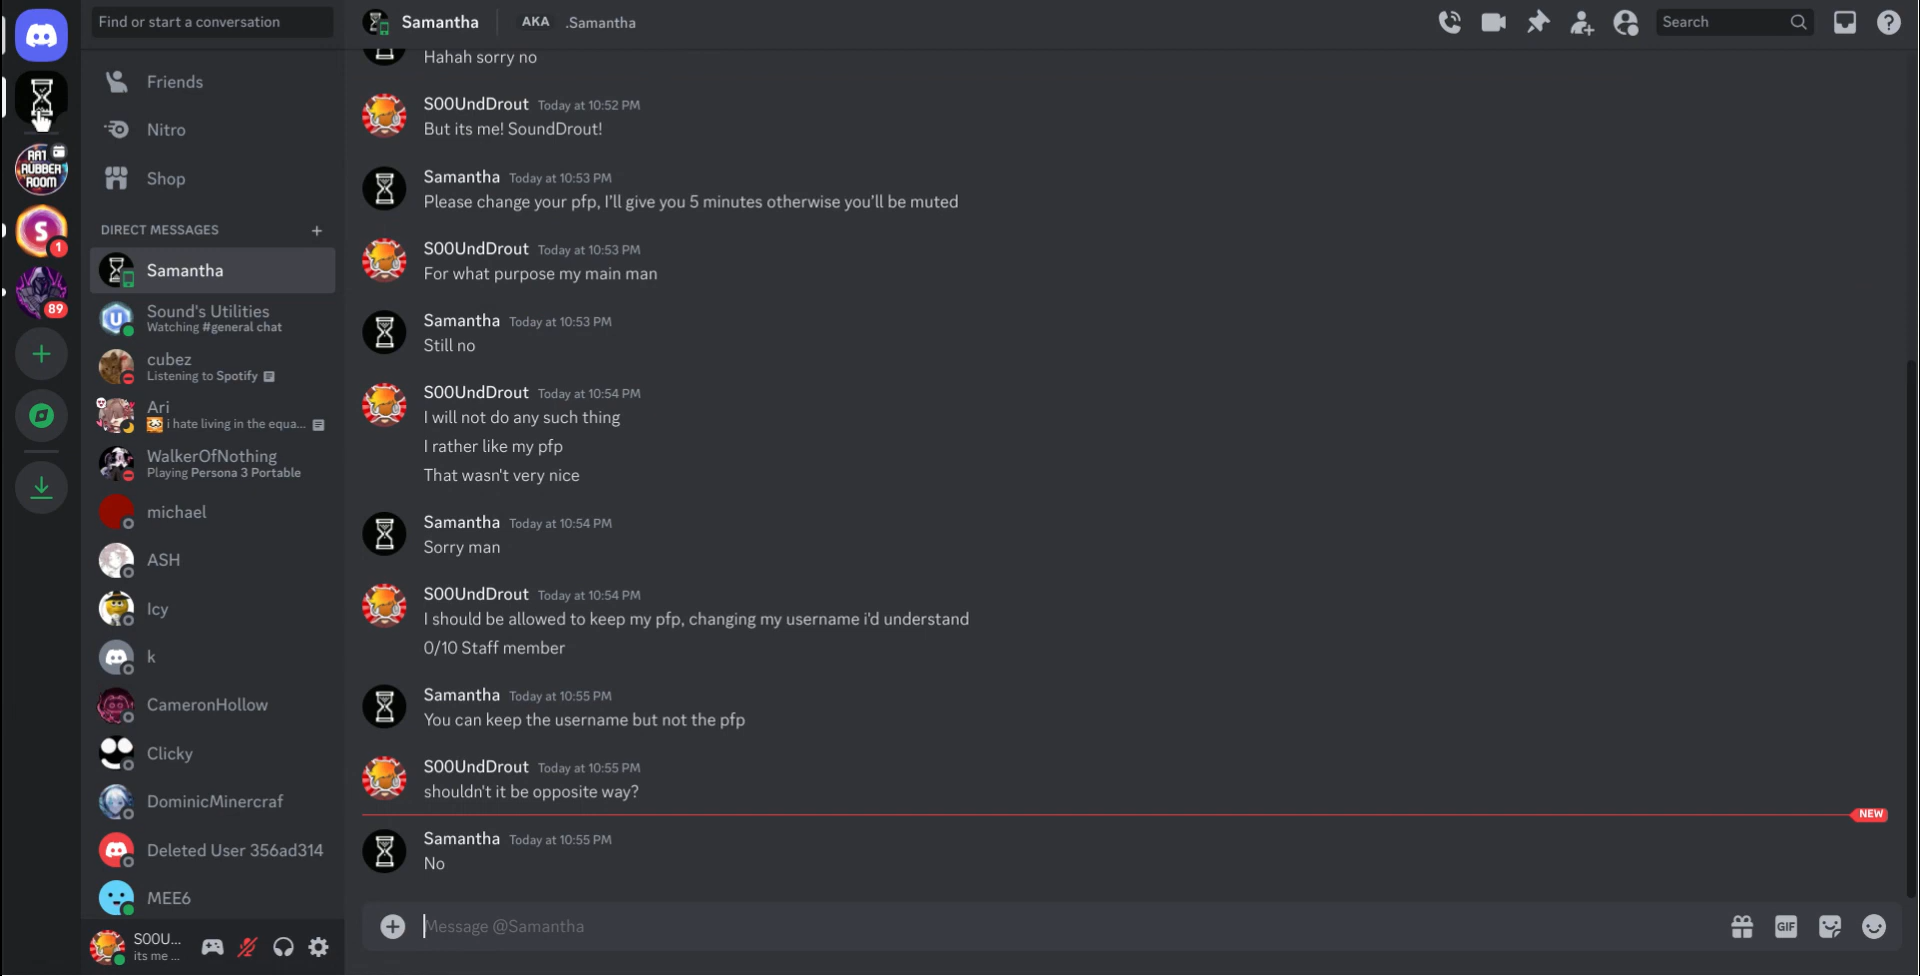 Find or start a conversation
Samantha
AKA
.Samantha
Search
RAT
RUBBER
ROOM
S
1
89
Friends
Nitro
Shop
DIRECT MESSAGES
Samantha
Sound's Utilities
Watching #general chat
cubez
Listening to Spotify
Ari
i hate living in the equa...
WalkerOfNothing
Playing Persona 3 Portable
michael
ASH
Icy
k
CameronHollow
Clicky
DominicMinercraf
Deleted User 356ad314
MEE6
S00U...
its me ...
Hahah sorry no
S00UndDrout Today at 10:52 PM
But its me! SoundDrout!
Samantha Today at 10:53 PM
Please change your pfp, I'll give you 5 minutes otherwise you'll be muted
S00UndDrout Today at 10:53 PM
For what purpose my main man
Samantha Today at 10:53 PM
Still no
S00UndDrout Today at 10:54 PM
I will not do any such thing
I rather like my pfp
That wasn't very nice
Samantha Today at 10:54 PM
Sorry man
S00UndDrout Today at 10:54 PM
I should be allowed to keep my pfp, changing my username i'd understand
0/10 Staff member
Samantha Today at 10:55 PM
You can keep the username but not the pfp
S00UndDrout Today at 10:55 PM
shouldn't it be opposite way?
NEW
Samantha Today at 10:55 PM
No
Message @Samantha
GIF